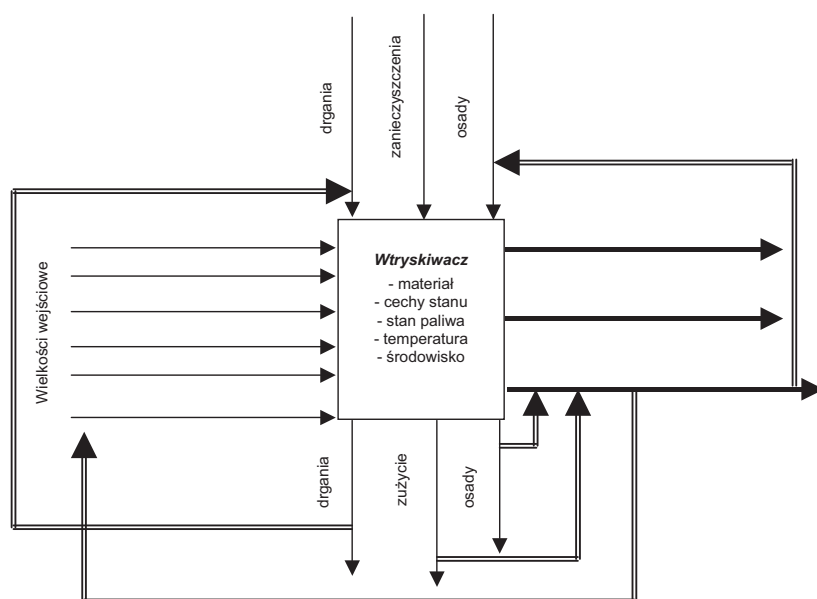 drgania
zanieczyszczenia
osady
Wielkości wejściowe
Wtryskiwacz
- materiał
- cechy stanu
- stan paliwa
- temperatura
- środowisko
drgania
zużycie
osady